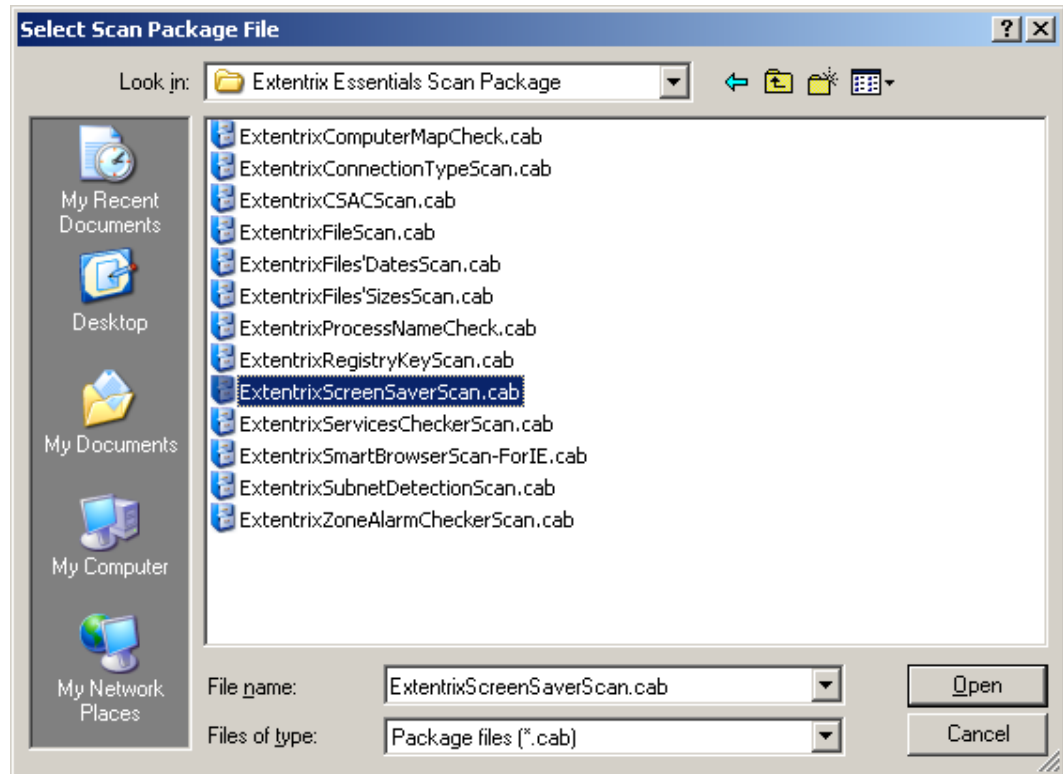 Select Scan Package File
Look in:
Extentrix Essentials Scan Package
My Recent
Documents
Desktop
My Documents
My Computer
My Network
Places
ExtentrixComputerMapCheck.cab
ExtentrixConnectionTypeScan.cab
ExtentrixCSACScan.cab
ExtentrixFileScan.cab
ExtentrixFiles'DatesScan.cab
ExtentrixFiles'SizesScan.cab
ExtentrixProcessNameCheck.cab
ExtentrixRegistryKeyScan.cab
ExtentrixScreenSaverScan.cab
ExtentrixServicesCheckerScan.cab
ExtentrixSmartBrowserScan-ForIE.cab
ExtentrixSubnetDetectionScan.cab
ExtentrixZoneAlarmCheckerScan.cab
File name:
ExtentrixScreenSaverScan.cab
Open
Files of type:
Package files (*.cab)
Cancel